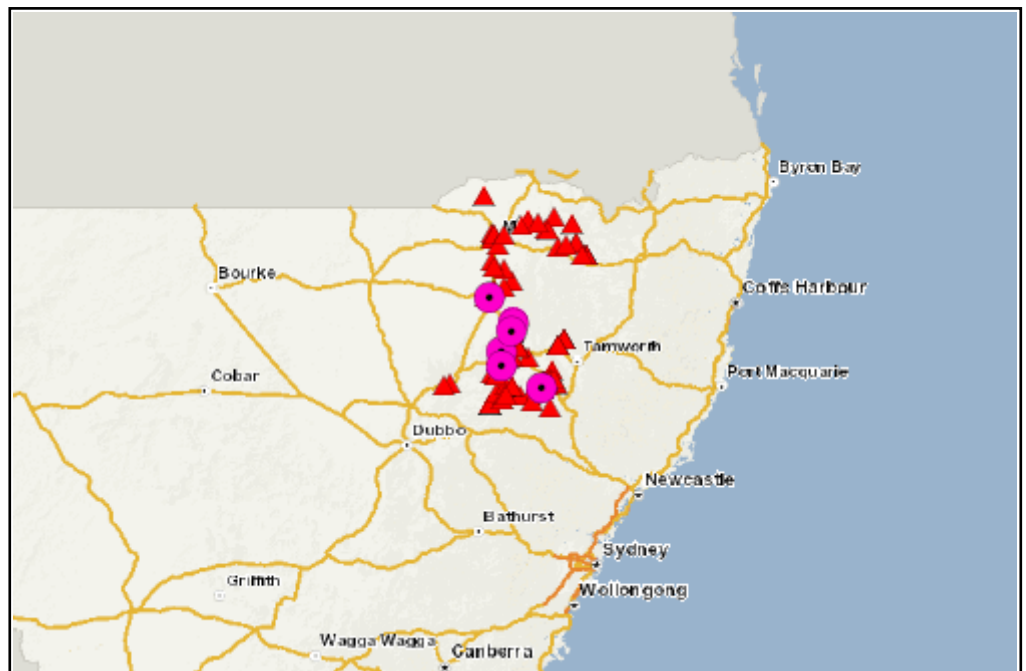 Byron Bay
Bourke
Coffs Harbour
Tamworth
Port Macquarie
Cobar
Dubbo
Newcastle
Bathurst
Sydney
Griffith
Wollongong
Wagga Wagga
Canberra